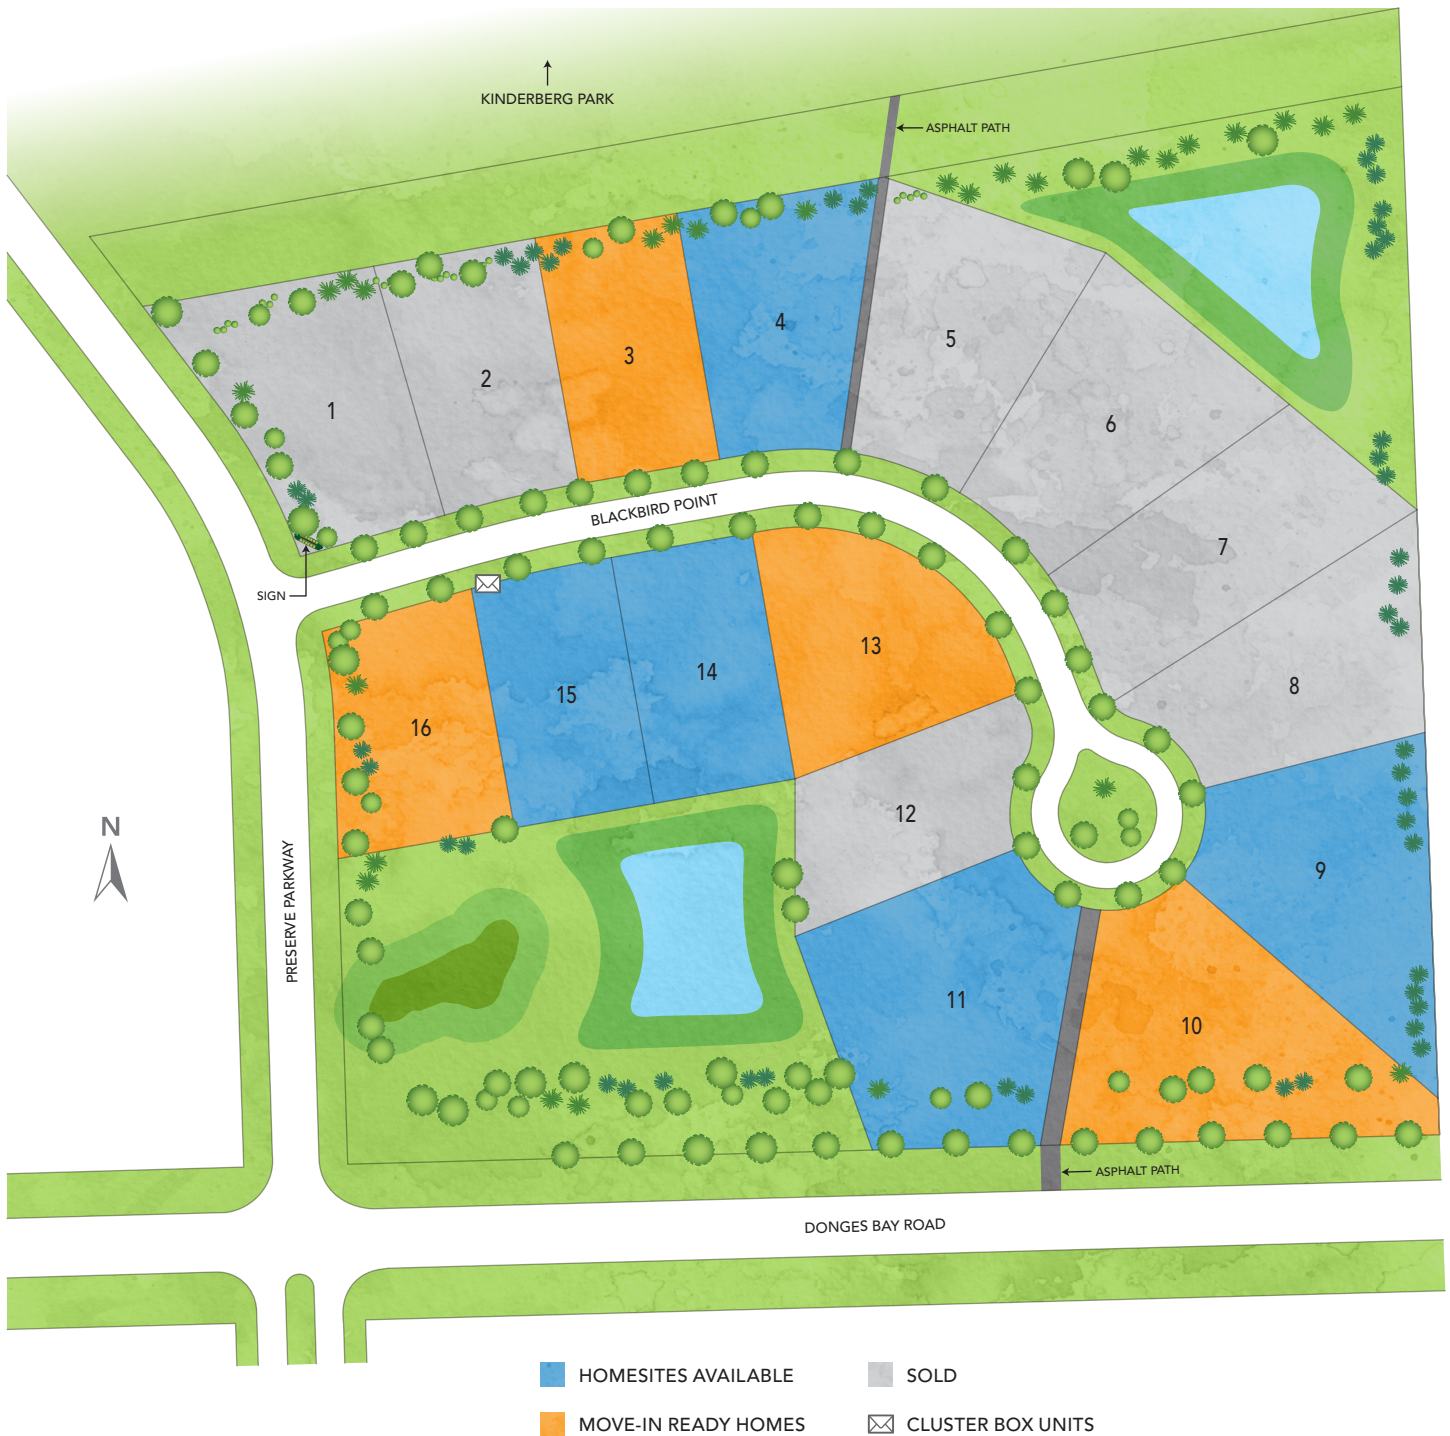 KINDERBERG PARK
ASPHALT PATH
1
2
3
4
5
6
7
8
9
10
11
12
13
14
15
16
BLACKBIRD POINT
SIGN
N
PRESERVE PARKWAY
ASPHALT PATH
DONGES BAY ROAD
HOMESITES AVAILABLE
SOLD
MOVE-IN READY HOMES
CLUSTER BOX UNITS